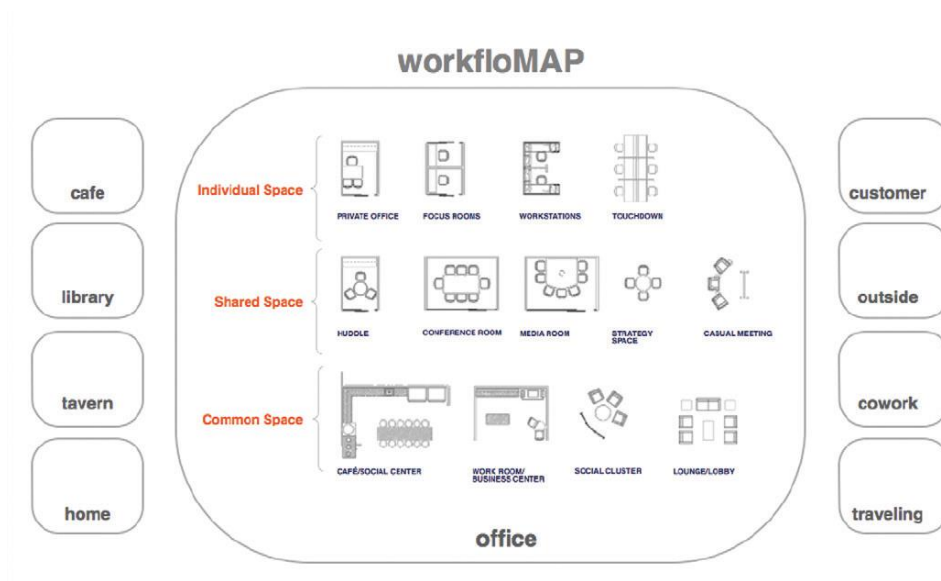 workfloMAP
cafe
library
tavern
home
Individual Space
PRIVATE OFFICE
FOCUS ROOMS
WORKSTATIONS
TOUCHDOWN
Shared Space
HUDDLE
CONFERENCE ROOM
MEDIA ROOM
STRATEGY
SPACE
CASUAL MEETING
Common Space
CAFÉ/SOCIAL CENTER
WORK ROOM/
BUSINESS CENTER
SOCIAL CLUSTER
LOUNGE/LOBBY
office
customer
outside
cowork
traveling